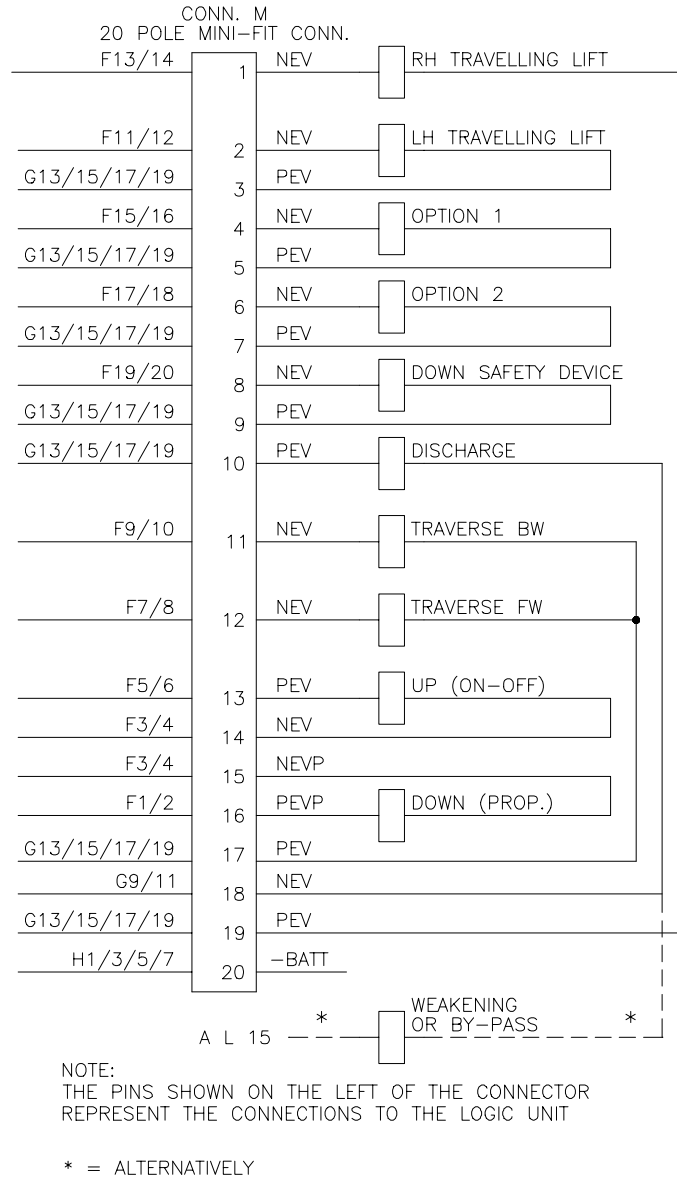 CONN. M
20 POLE MINI-FIT CONN.
F13/14 1 NEV RH TRAVELLING LIFT
F11/12 2 NEV LH TRAVELLING LIFT
G13/15/17/19 3 PEV
F15/16 4 NEV OPTION 1
G13/15/17/19 5 PEV
F17/18 6 NEV OPTION 2
G13/15/17/19 7 PEV
F19/20 8 NEV DOWN SAFETY DEVICE
G13/15/17/19 9 PEV
G13/15/17/19 10 PEV DISCHARGE
F9/10 11 NEV TRAVERSE BW
F7/8 12 NEV TRAVERSE FW
F5/6 13 PEV UP (ON-OFF)
F3/4 14 NEV
F3/4 15 NEVP
F1/2 16 PEVP DOWN (PROP.)
G13/15/17/19 17 PEV
G9/11 18 NEV
G13/15/17/19 19 PEV
H1/3/5/7 20 -BATT
WEAKENING
A L 15 * OR BY-PASS *
NOTE:
THE PINS SHOWN ON THE LEFT OF THE CONNECTOR
REPRESENT THE CONNECTIONS TO THE LOGIC UNIT
* = ALTERNATIVELY